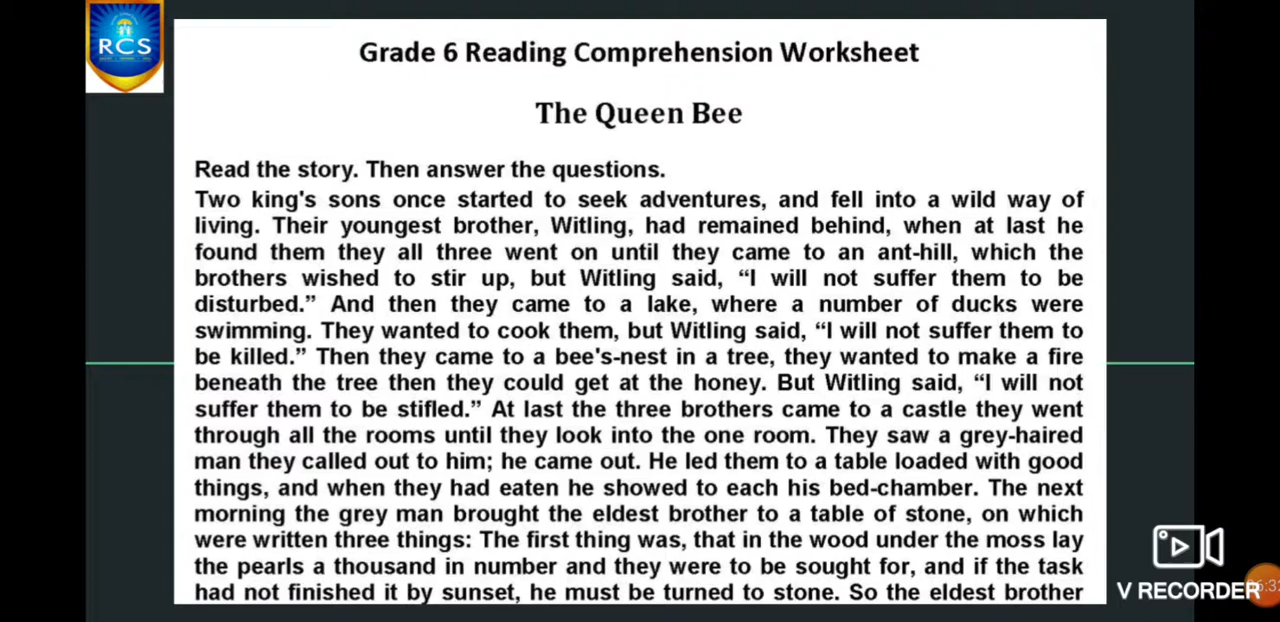 RCS
Grade 6 Reading Comprehension Worksheet
The Queen Bee
Read the story. Then answer the questions.
Two king's sons once started to seek adventures, and fell into a wild way of
living. Their youngest brother, Witling, had remained behind, when at last he
found them they all three went on until they came to an ant-hill, which the
brothers wished to stir up, but Witling said, “I will not suffer them to be
disturbed.” And then they came to a lake, where a number of ducks were
swimming. They wanted to cook them, but Witling said, “I will not suffer them to
be killed.” Then they came to a bee's-nest in a tree, they wanted to make a fire
beneath the tree then they could get at the honey. But Witling said, “I will not
suffer them to be stifled.” At last the three brothers came to a castle they went
through all the rooms until they look into the one room. They saw a grey-haired
man they called out to him; he came out. He led them to a table loaded with good
things, and when they had eaten he showed to each his bed-chamber. The next
morning the grey man brought the eldest brother to a table of stone, on which
were written three things: The first thing was, that in the wood under the moss lay
the pearls a thousand in number and they were to be sought for, and if the task
had not finished it by sunset, he must be turned to stone. So the eldest brother
V RECORDER